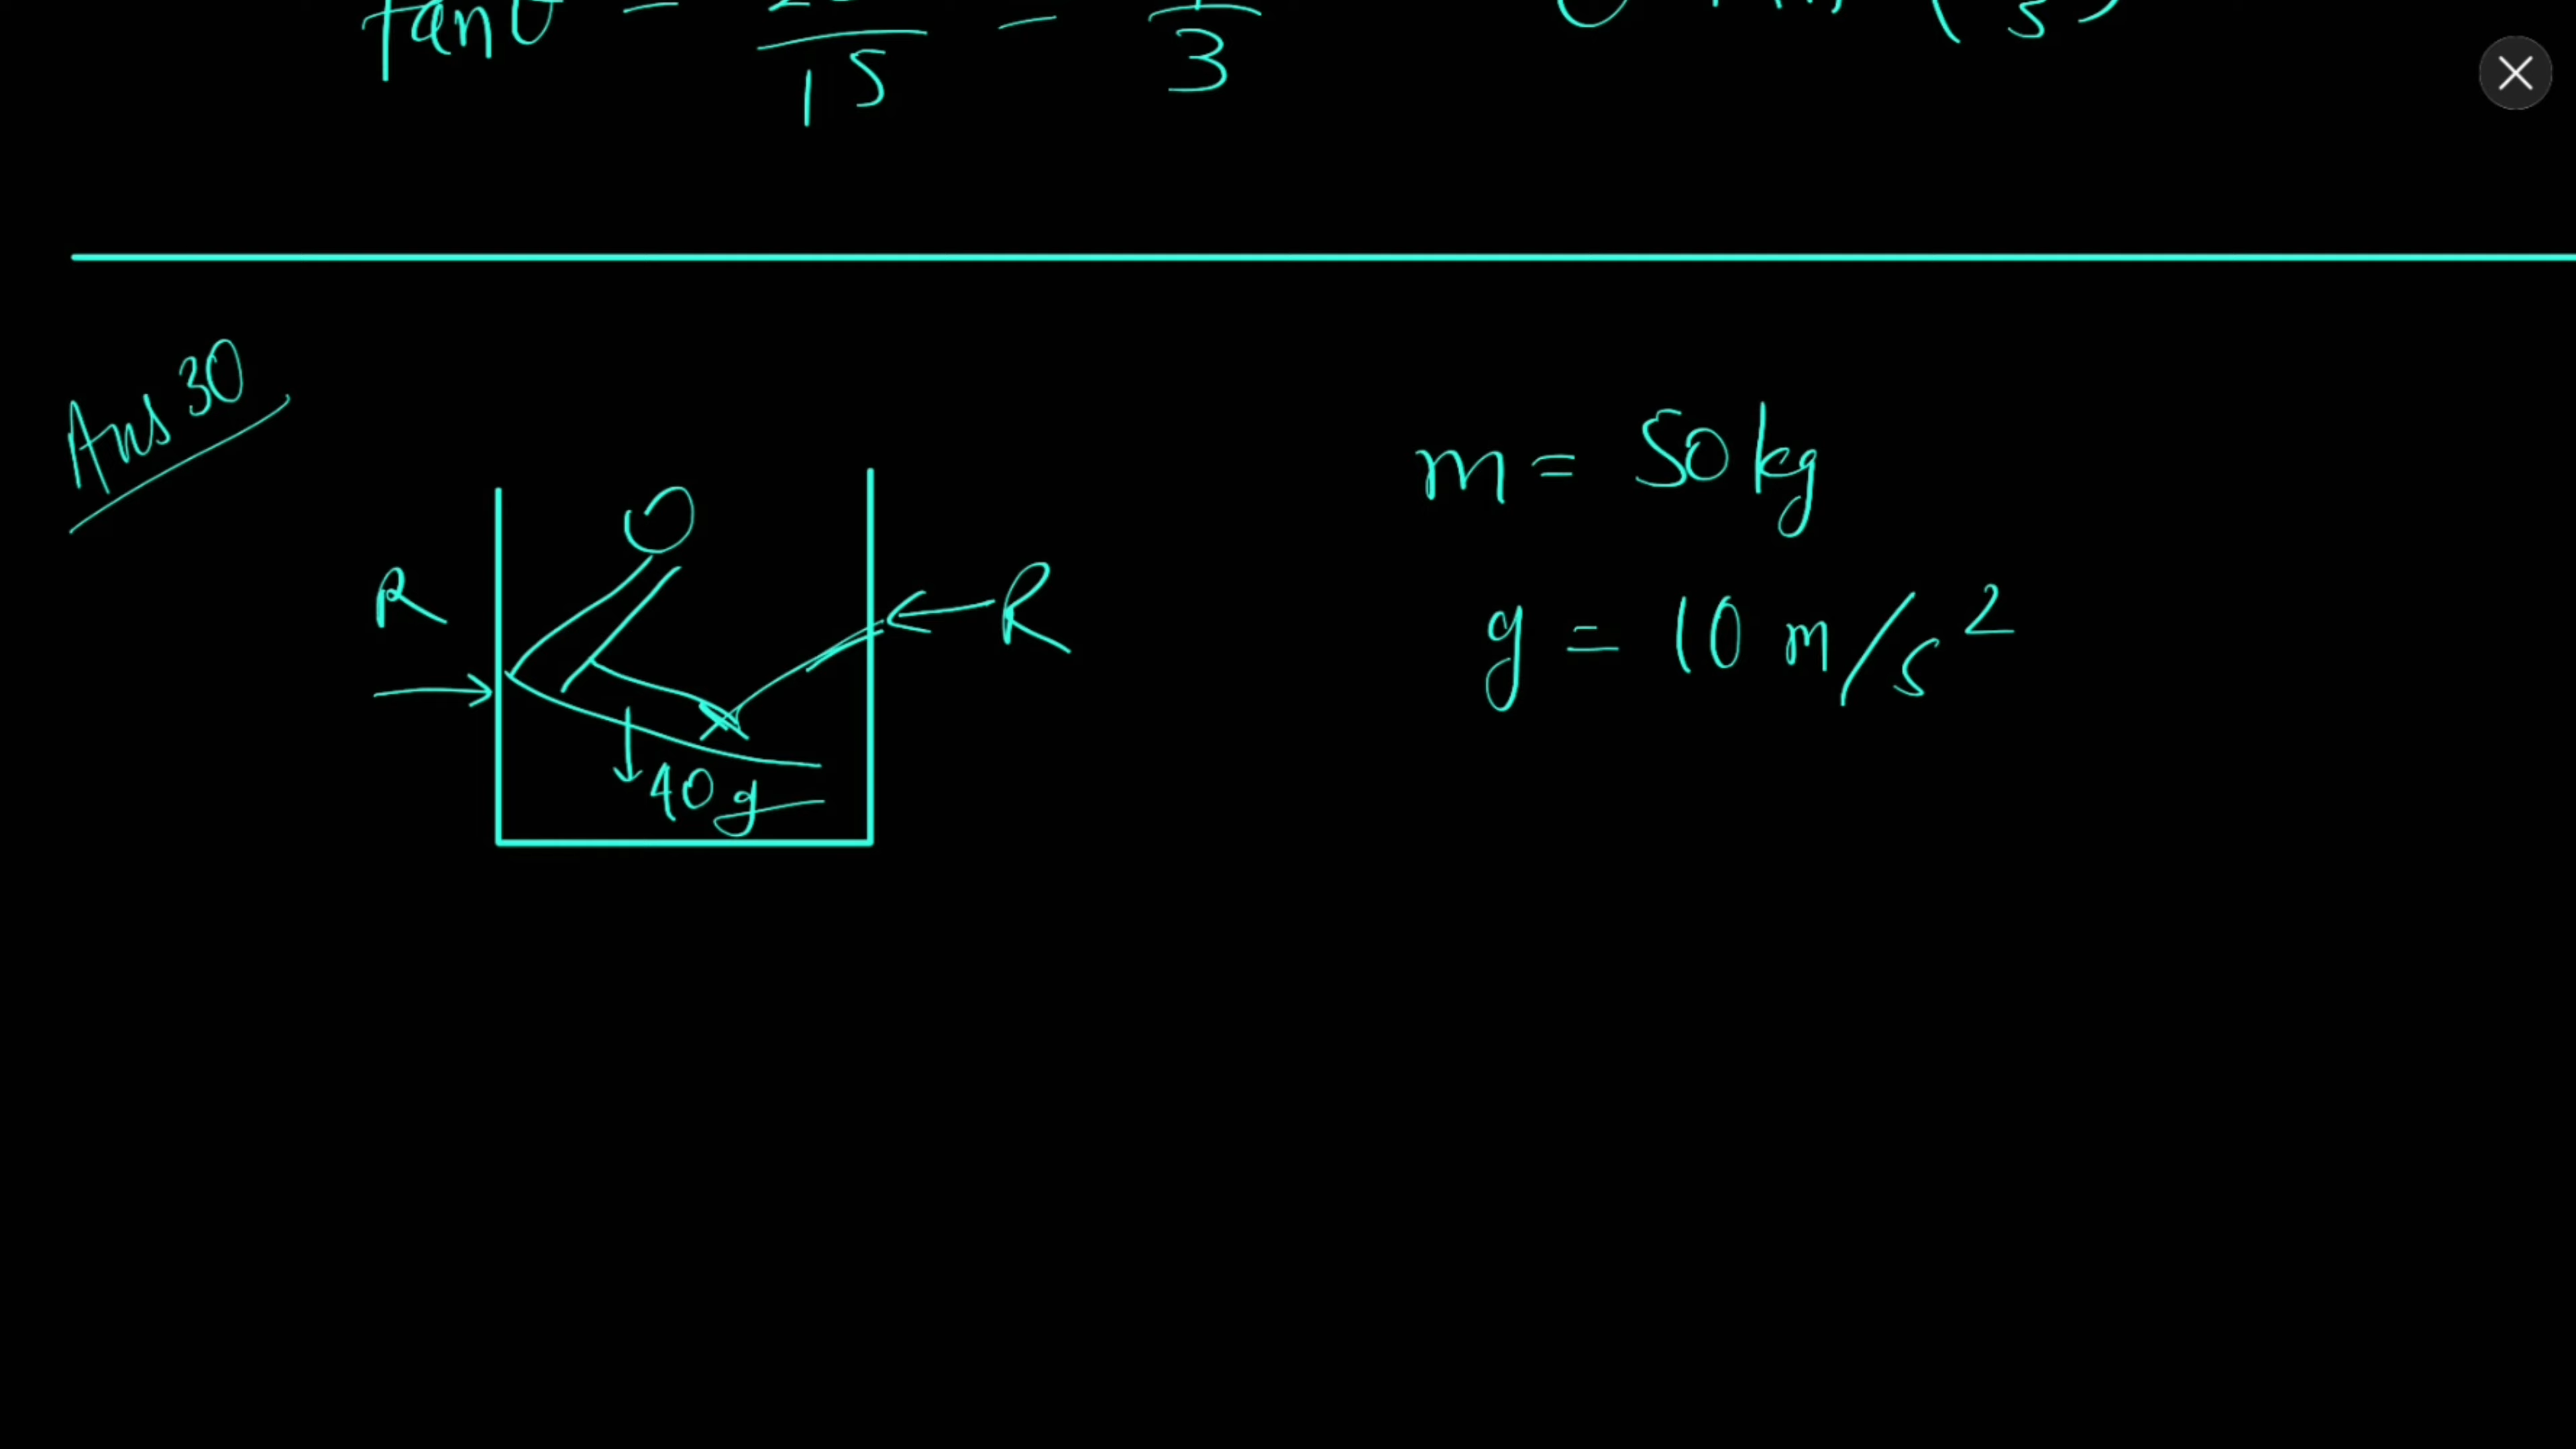 tanθ = /15 = /3
Ans 30
m = 50 kg
R
R
g = 10 m/s²
40g